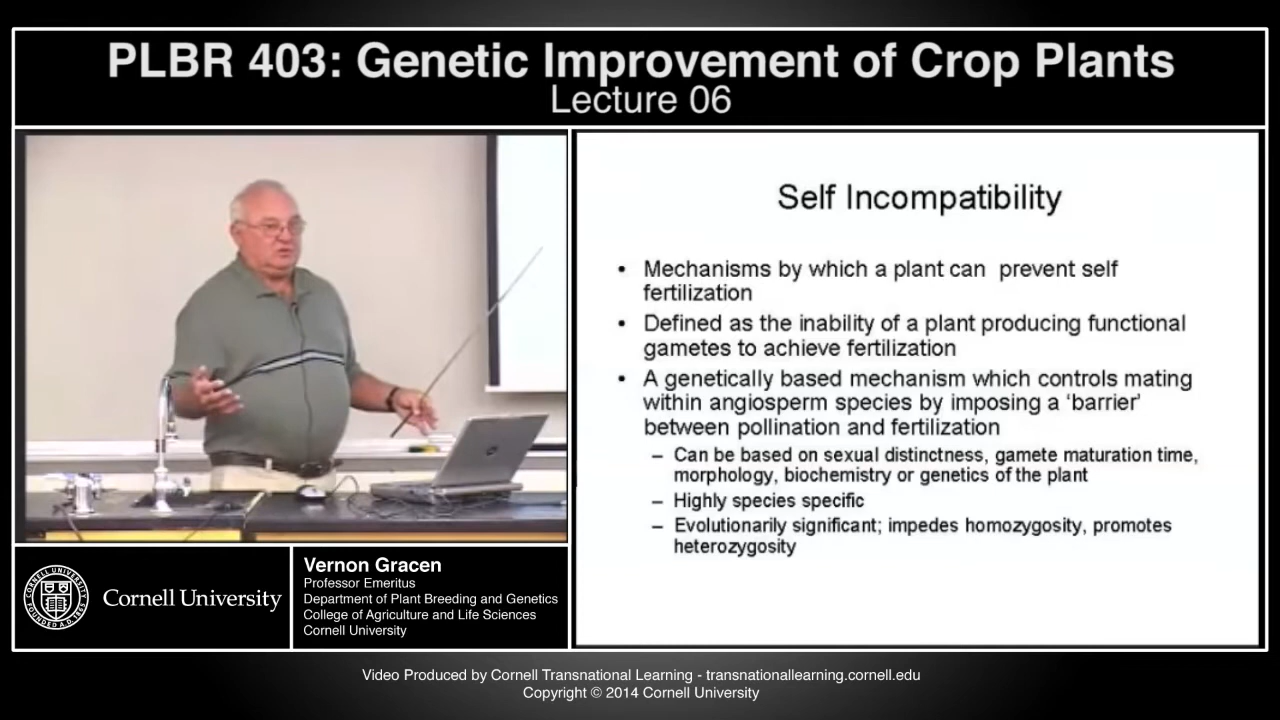 PLBR 403: Genetic Improvement of Crop Plants
Lecture 06
Self Incompatibility
• Mechanisms by which a plant can prevent self
fertilization
• Defined as the inability of a plant producing functional
gametes to achieve fertilization
• A genetically based mechanism which controls mating
within angiosperm species by imposing a 'barrier'
between pollination and fertilization
– Can be based on sexual distinctness, gamete maturation time,
morphology, biochemistry or genetics of the plant
– Highly species specific
– Evolutionarily significant; impedes homozygosity, promotes
heterozygosity
Cornell University
Vernon Gracen
Professor Emeritus
Department of Plant Breeding and Genetics
College of Agriculture and Life Sciences
Cornell University
Video Produced by Cornell Transnational Learning - transnationallearning.cornell.edu
Copyright © 2014 Cornell University